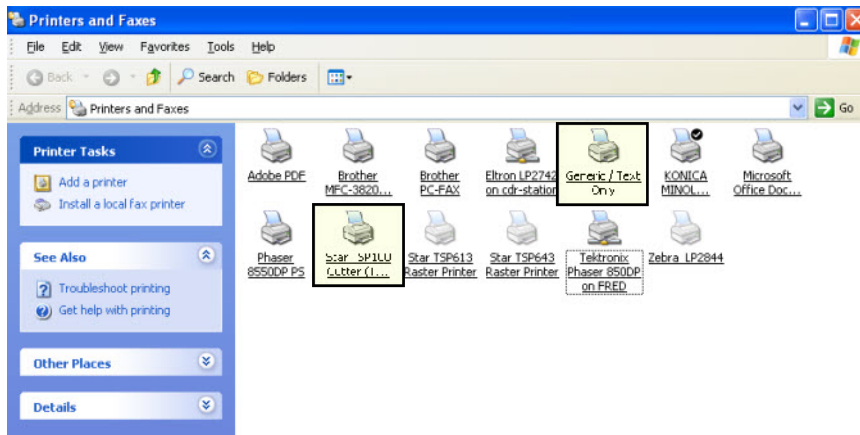 Printers and Faxes
File Edit View Favorites Tools Help
Back Search Folders
Address Printers and Faxes Go
Printer Tasks
Add a printer
Install a local fax printer
See Also
Troubleshoot printing
Get help with printing
Other Places
Details
Adobe PDF
Brother
MFC-3820...
Brother
PC-FAX
Eltron LP2742
on cdr-station
Generic / Text
Only
KONICA
MINOL...
Microsoft
Office Doc...
Phaser
8550DP PS
Star
Cutter (T...
Star TSP613
Raster Printer
Star TSP643
Raster Printer
Tektronix
Phaser 850DP
on FRED
Zebra LP2844